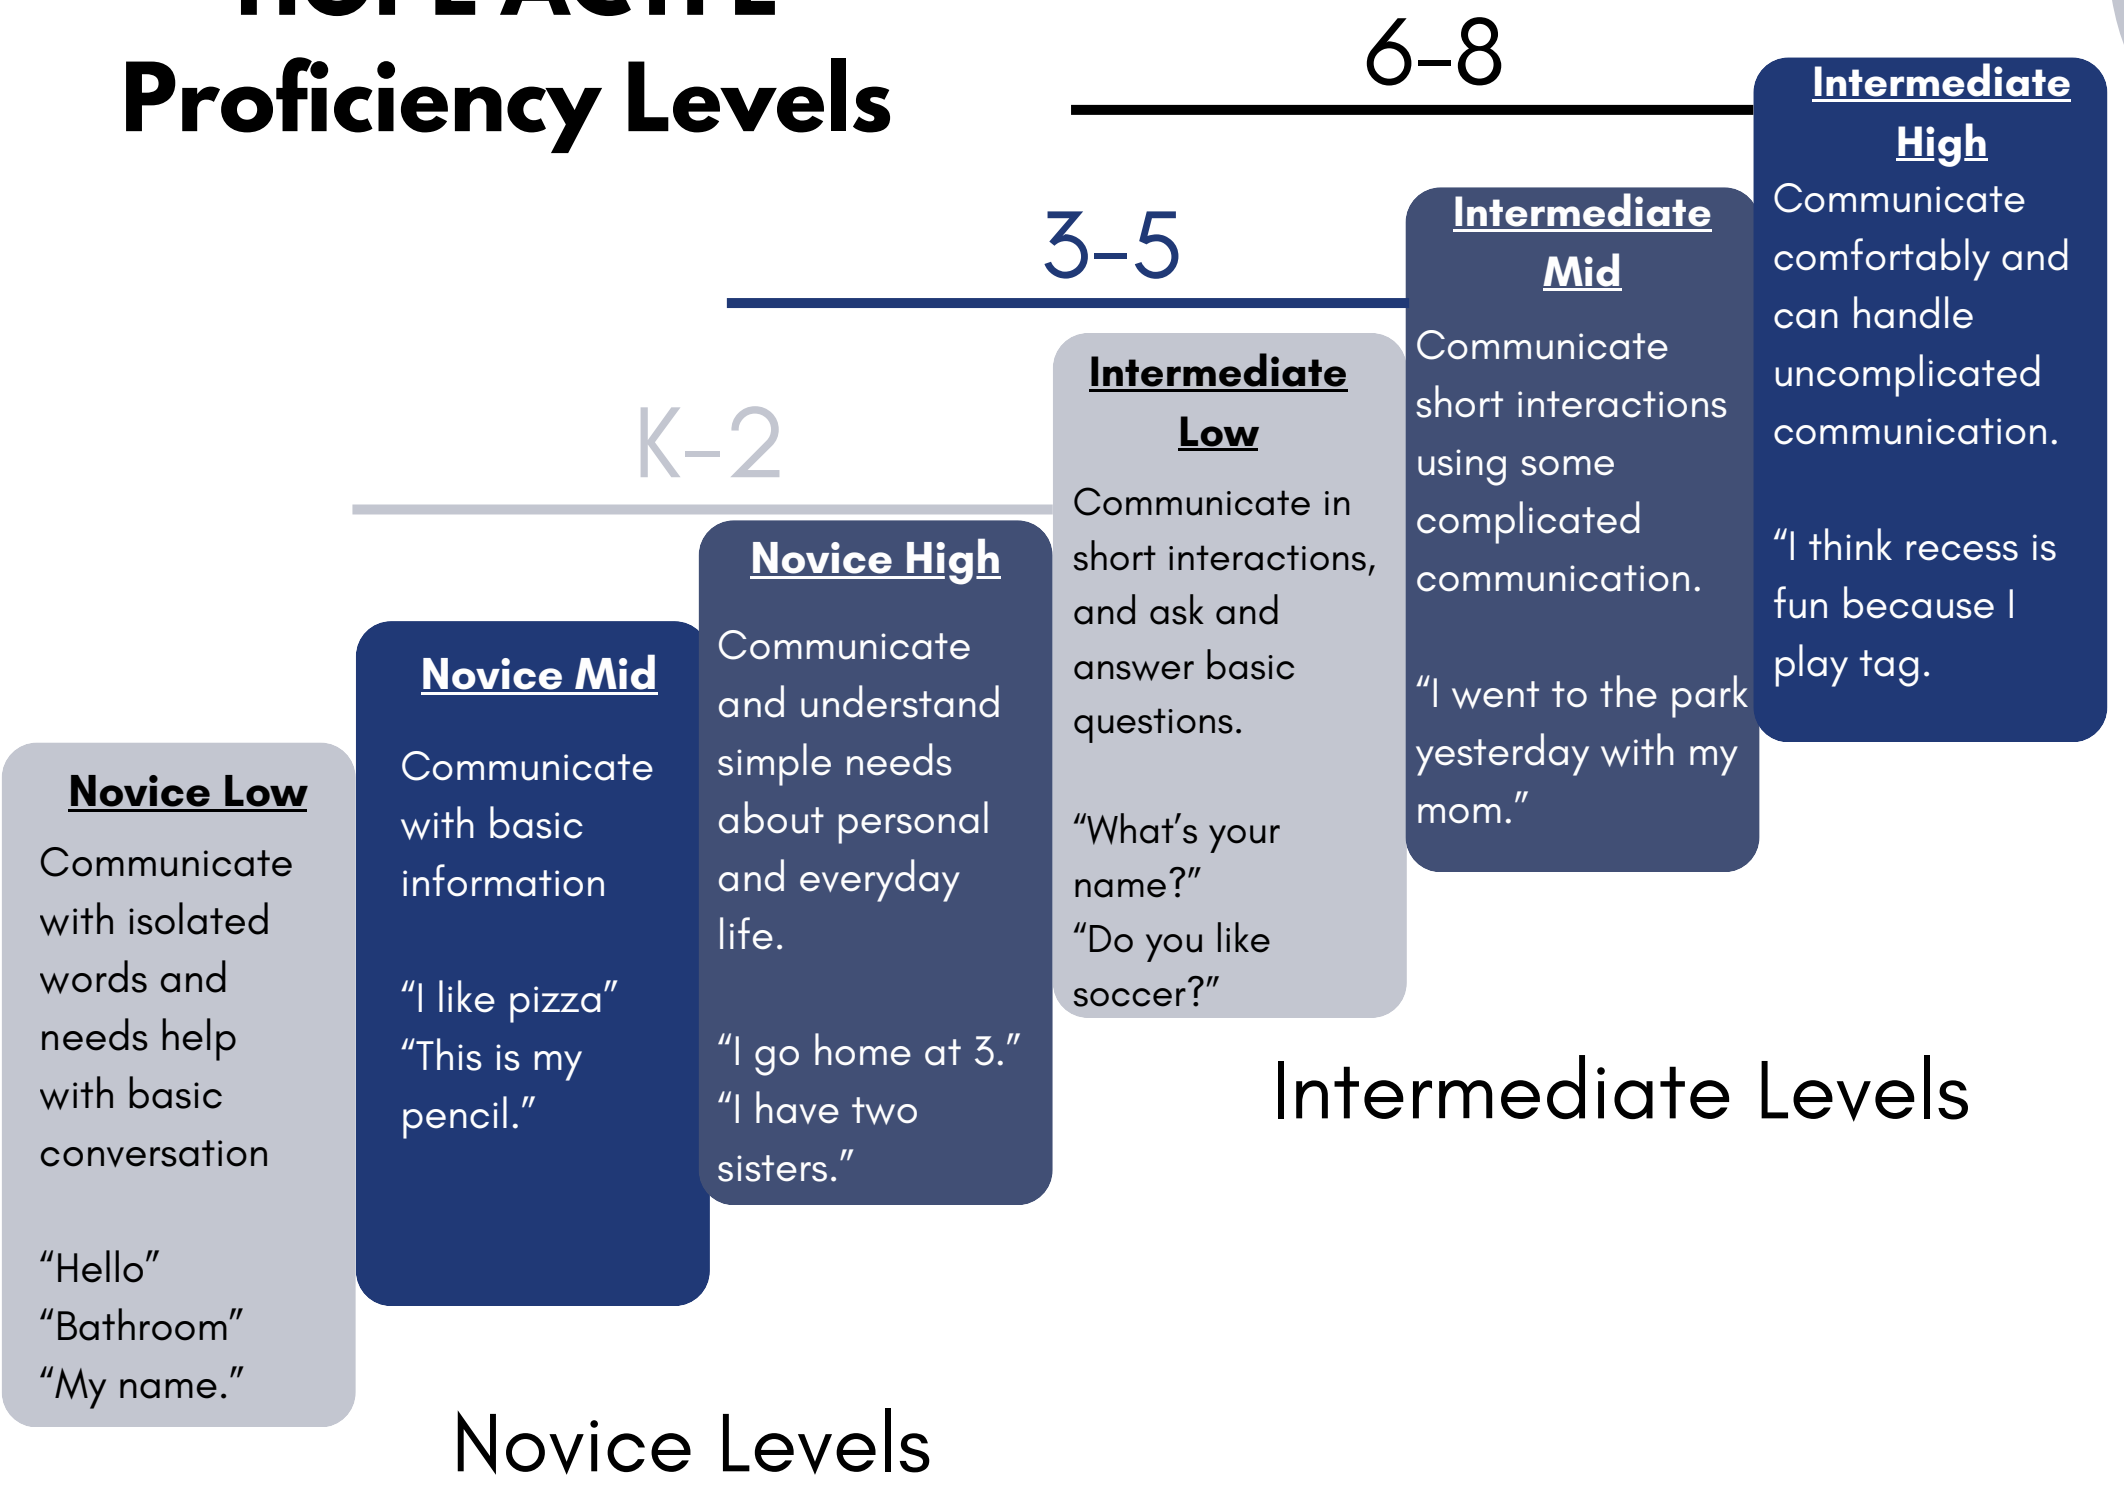 HOPE ACTFL
Proficiency Levels
6-8
3-5
K-2
Novice Low
Communicate
with isolated
words and
needs help
with basic
conversation
“Hello”
“Bathroom”
“My name.”
Novice Mid
Communicate
with basic
information
“I like pizza”
“This is my
pencil.”
Novice High
Communicate
and understand
simple needs
about personal
and everyday
life.
“I go home at 3.”
“I have two
sisters.”
Intermediate
Low
Communicate in
short interactions,
and ask and
answer basic
questions.
“What’s your
name?”
“Do you like
soccer?”
Intermediate
Mid
Communicate
short interactions
using some
complicated
communication.
“I went to the park
yesterday with my
mom.”
Intermediate
High
Communicate
comfortably and
can handle
uncomplicated
communication.
“I think recess is
fun because I
play tag.
Intermediate Levels
Novice Levels